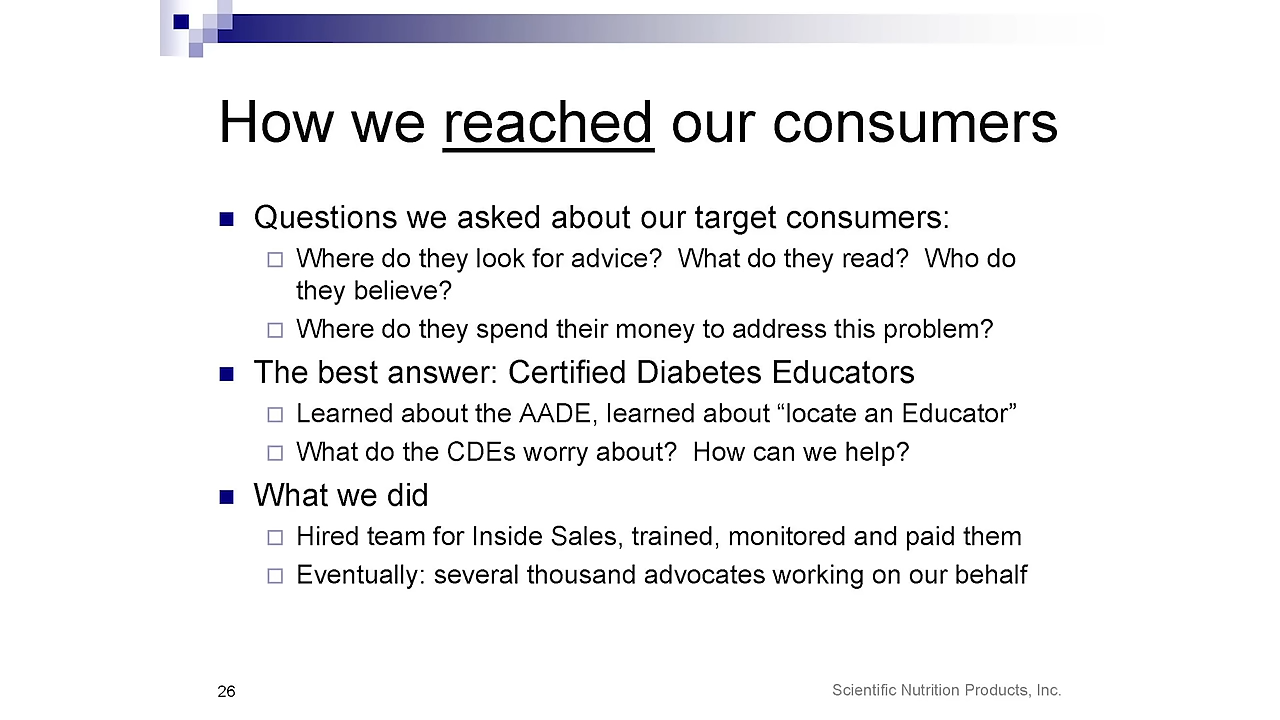 How we reached our consumers
Questions we asked about our target consumers:
Where do they look for advice?  What do they read?  Who do
they believe?
Where do they spend their money to address this problem?
The best answer: Certified Diabetes Educators
Learned about the AADE, learned about “locate an Educator”
What do the CDEs worry about?  How can we help?
What we did
Hired team for Inside Sales, trained, monitored and paid them
Eventually: several thousand advocates working on our behalf
26
Scientific Nutrition Products, Inc.